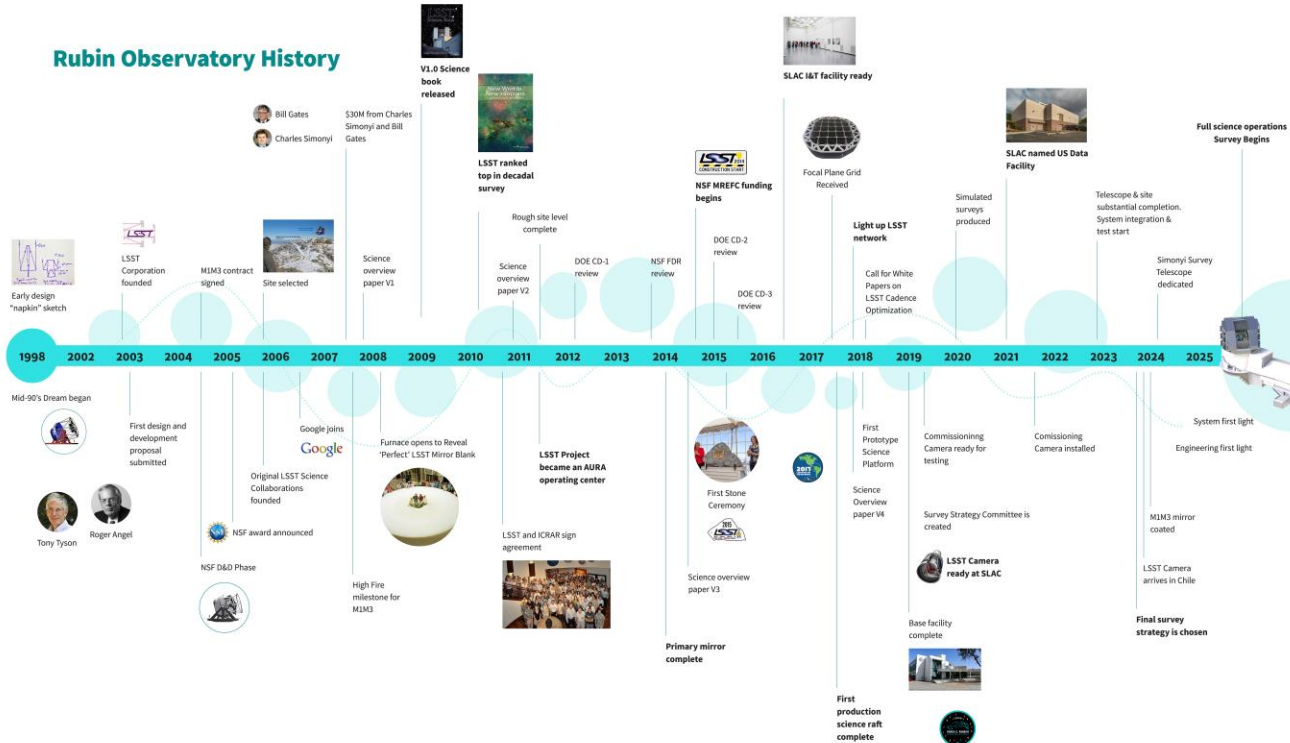 Rubin Observatory History
Bill Gates
Charles Simonyi
$30M from Charles
Simonyi and Bill
Gates
V1.0 Science
book
released
LSST ranked
top in decadal
survey
Rough site level
complete
SLAC I&T facility ready
LSST 2014
CONSTRUCTION START
NSF MREFC funding
begins
Focal Plane Grid
Received
SLAC named US Data
Facility
Full science operations
Survey Begins
Early design
"napkin" sketch
LSST
LSST
Corporation
founded
M1M3 contract
signed
Site selected
Science
overview
paper V1
Science
overview
paper V2
DOE CD-1
review
NSF FDR
review
DOE CD-2
review
DOE CD-3
review
Light up LSST
network
Call for White
Papers on
LSST Cadence
Optimization
Simulated
surveys
produced
Telescope & site
substantial completion.
System integration &
test start
Simonyi Survey
Telescope
dedicated
1998 2002 2003 2004 2005 2006 2007 2008 2009 2010 2011 2012 2013 2014 2015 2016 2017 2018 2019 2020 2021 2022 2023 2024 2025
Mid-90's Dream began
Tony Tyson
Roger Angel
First design and
development
proposal
submitted
NSF award announced
NSF D&D Phase
Original LSST Science
Collaborations
founded
Google joins
Google
High Fire
milestone for
M1M3
Furnace opens to Reveal
'Perfect' LSST Mirror Blank
LSST and ICRAR sign
agreement
LSST Project
became an AURA
operating center
Primary mirror
complete
Science overview
paper V3
First Stone
Ceremony
2015
LSST
2017
First
production
science raft
complete
First
Prototype
Science
Platform
Science
Overview
paper V4
Commissioninng
Camera ready for
testing
Survey Strategy Committee is
created
LSST Camera
ready at SLAC
Base facility
complete
Comissioning
Camera installed
System first light
Engineering first light
M1M3 mirror
coated
LSST Camera
arrives in Chile
Final survey
strategy is chosen